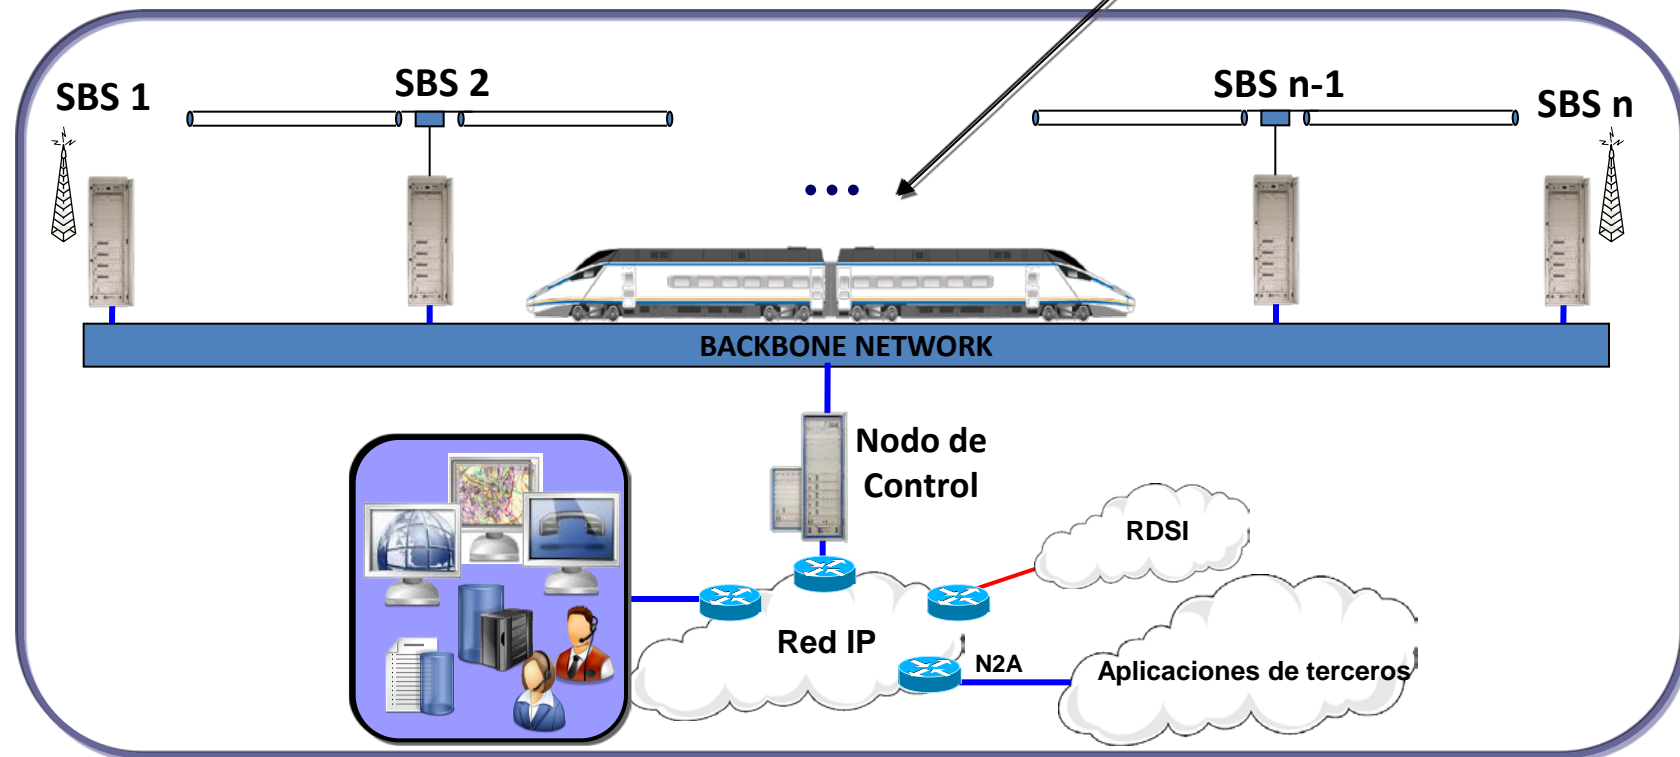 SBS 1
SBS 2
SBS n-1
SBS n
BACKBONE NETWORK
Nodo de
Control
RDSI
Red IP
N2A
Aplicaciones de terceros